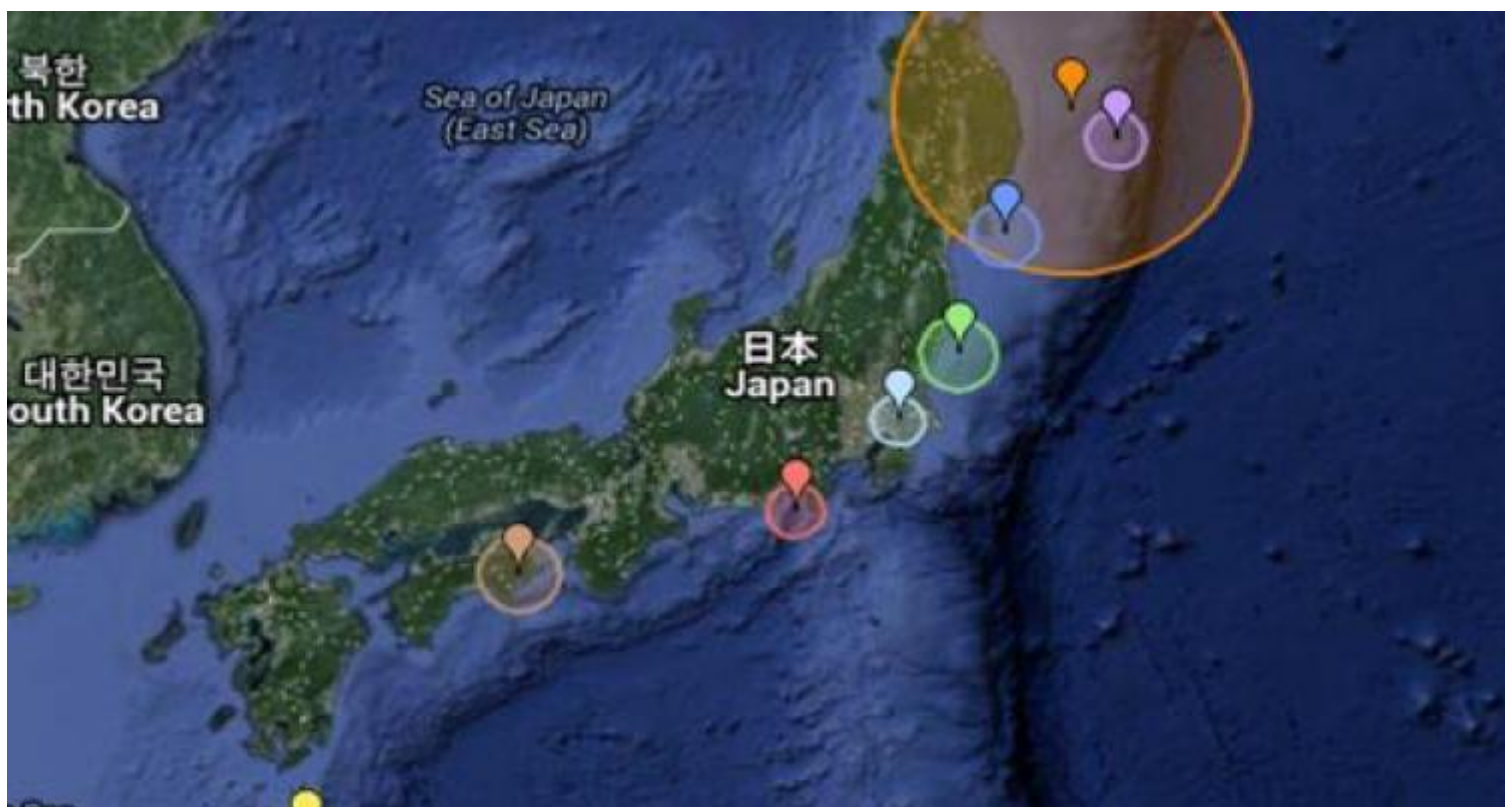 북한
th Korea
Sea of Japan
(East Sea)
日本
Japan
대한민국
outh Korea